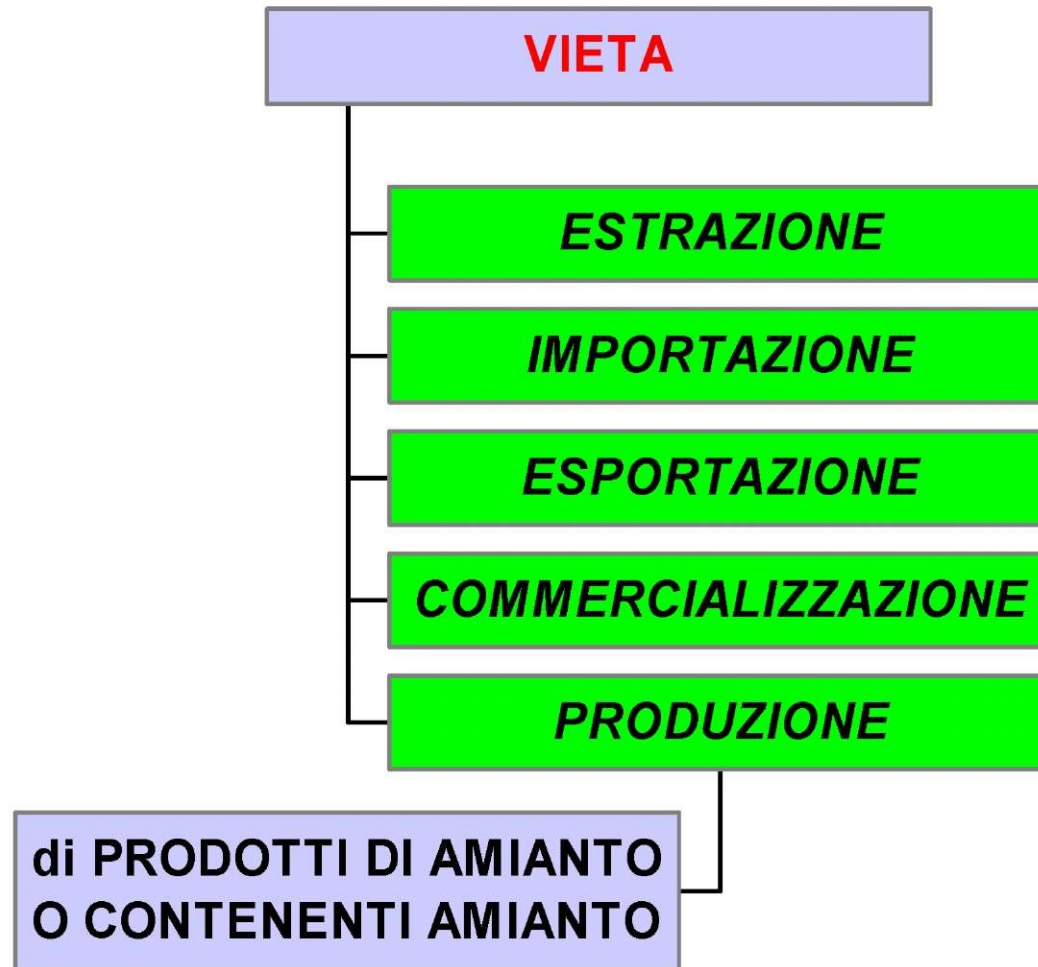 VIETA
ESTRAZIONE
IMPORTAZIONE
ESPORTAZIONE
COMMERCIALIZZAZIONE
PRODUZIONE
di PRODOTTI DI AMIANTO
O CONTENENTI AMIANTO